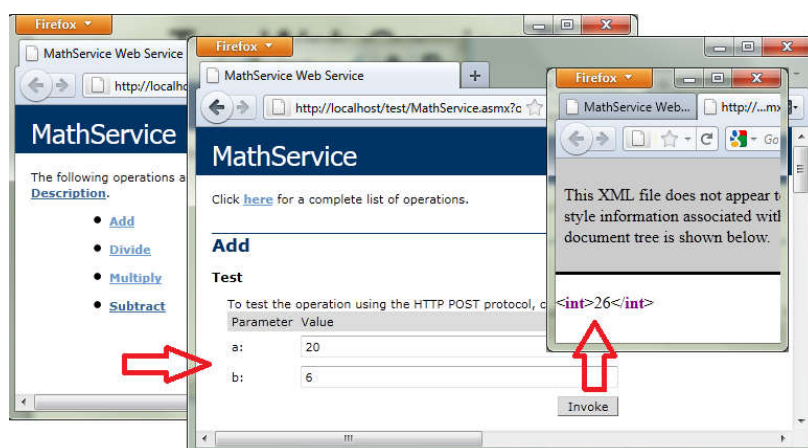 Firefox
MathService Web Service
http://localho
MathService
The following operations a
Description.
Add
Divide
Multiply
Subtract
Firefox
MathService Web Service
http://localhost/test/MathService.asmx?o
MathService
Click here for a complete list of operations.
Add
Test
To test the operation using the HTTP POST protocol, c
Parameter Value
a: 20
b: 6
Invoke
Firefox
MathService Web...
http://...mx
Go
This XML file does not appear to
style information associated with
document tree is shown below.
<int>26</int>